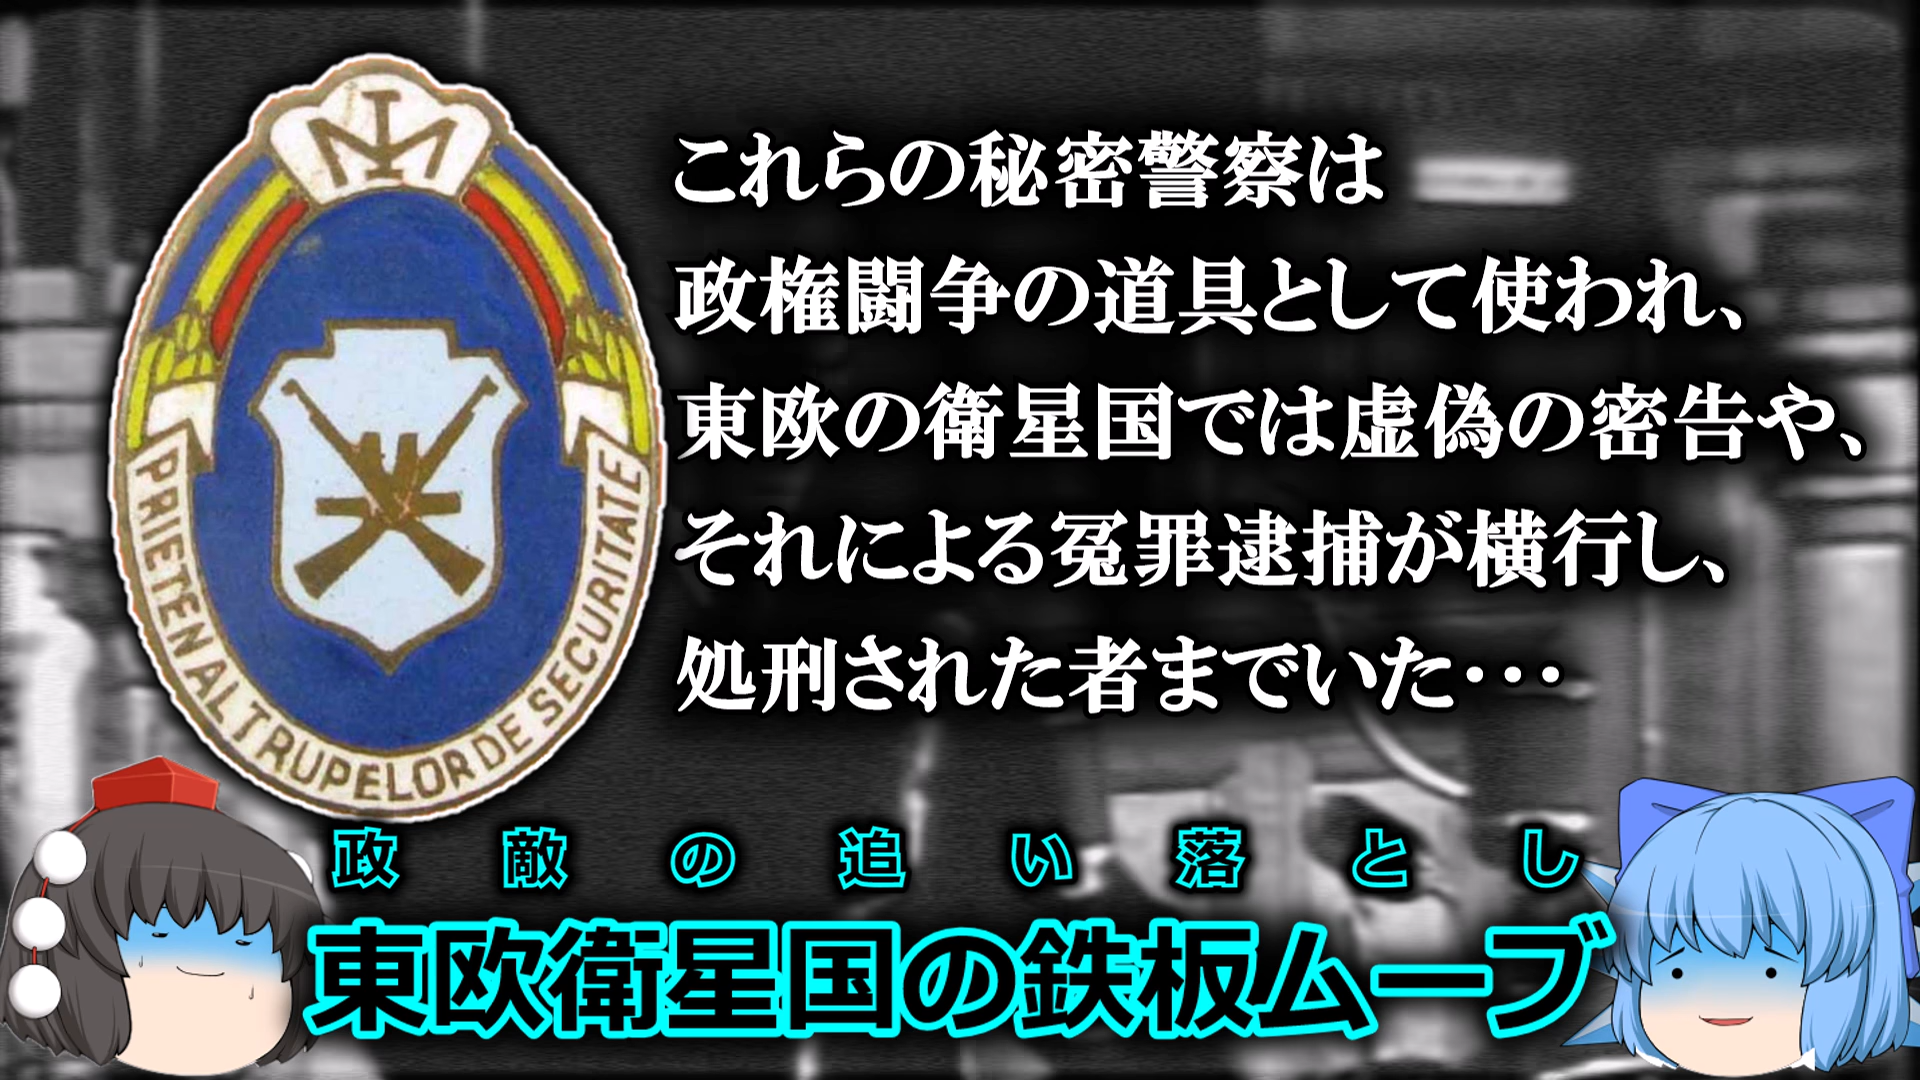 IM
PRIETEN AL TRUPELOR DE SECURITATE
これらの秘密警察は
政権闘争の道具として使われ、
東欧の衛星国では虚偽の密告や、
それによる冤罪逮捕が横行し、
処刑された者までいた・・・
政敵の追い落とし
東欧衛星国の鉄板ムーブ